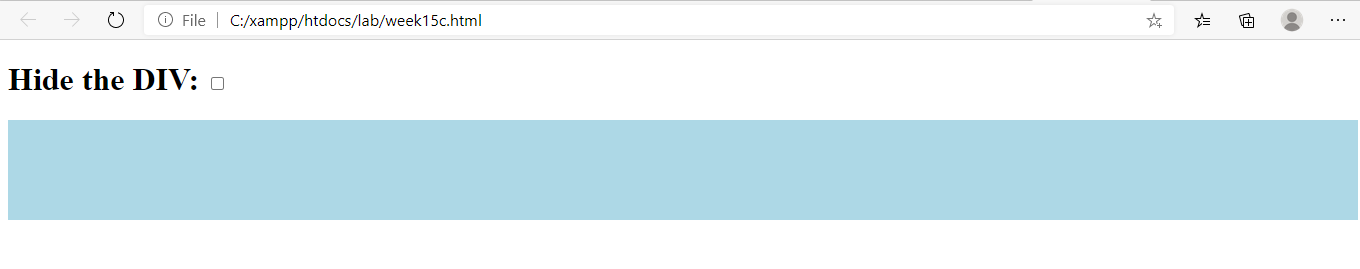 File C:/xampp/htdocs/lab/week15c.html
Hide the DIV: